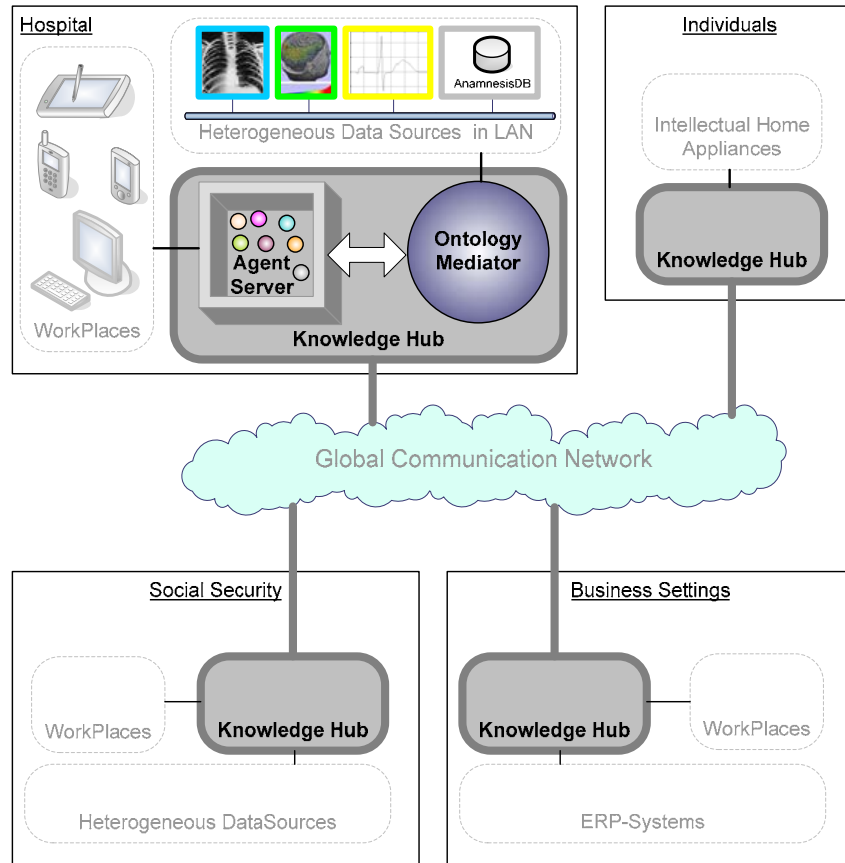 Hospital
AnamnesisDB
Heterogeneous Data Sources in LAN
WorkPlaces
Agent
Server
Ontology
Mediator
Knowledge Hub
Individuals
Intellectual Home
Appliances
Knowledge Hub
Global Communication Network
Social Security
WorkPlaces
Knowledge Hub
Heterogeneous DataSources
Business Settings
Knowledge Hub
WorkPlaces
ERP-Systems